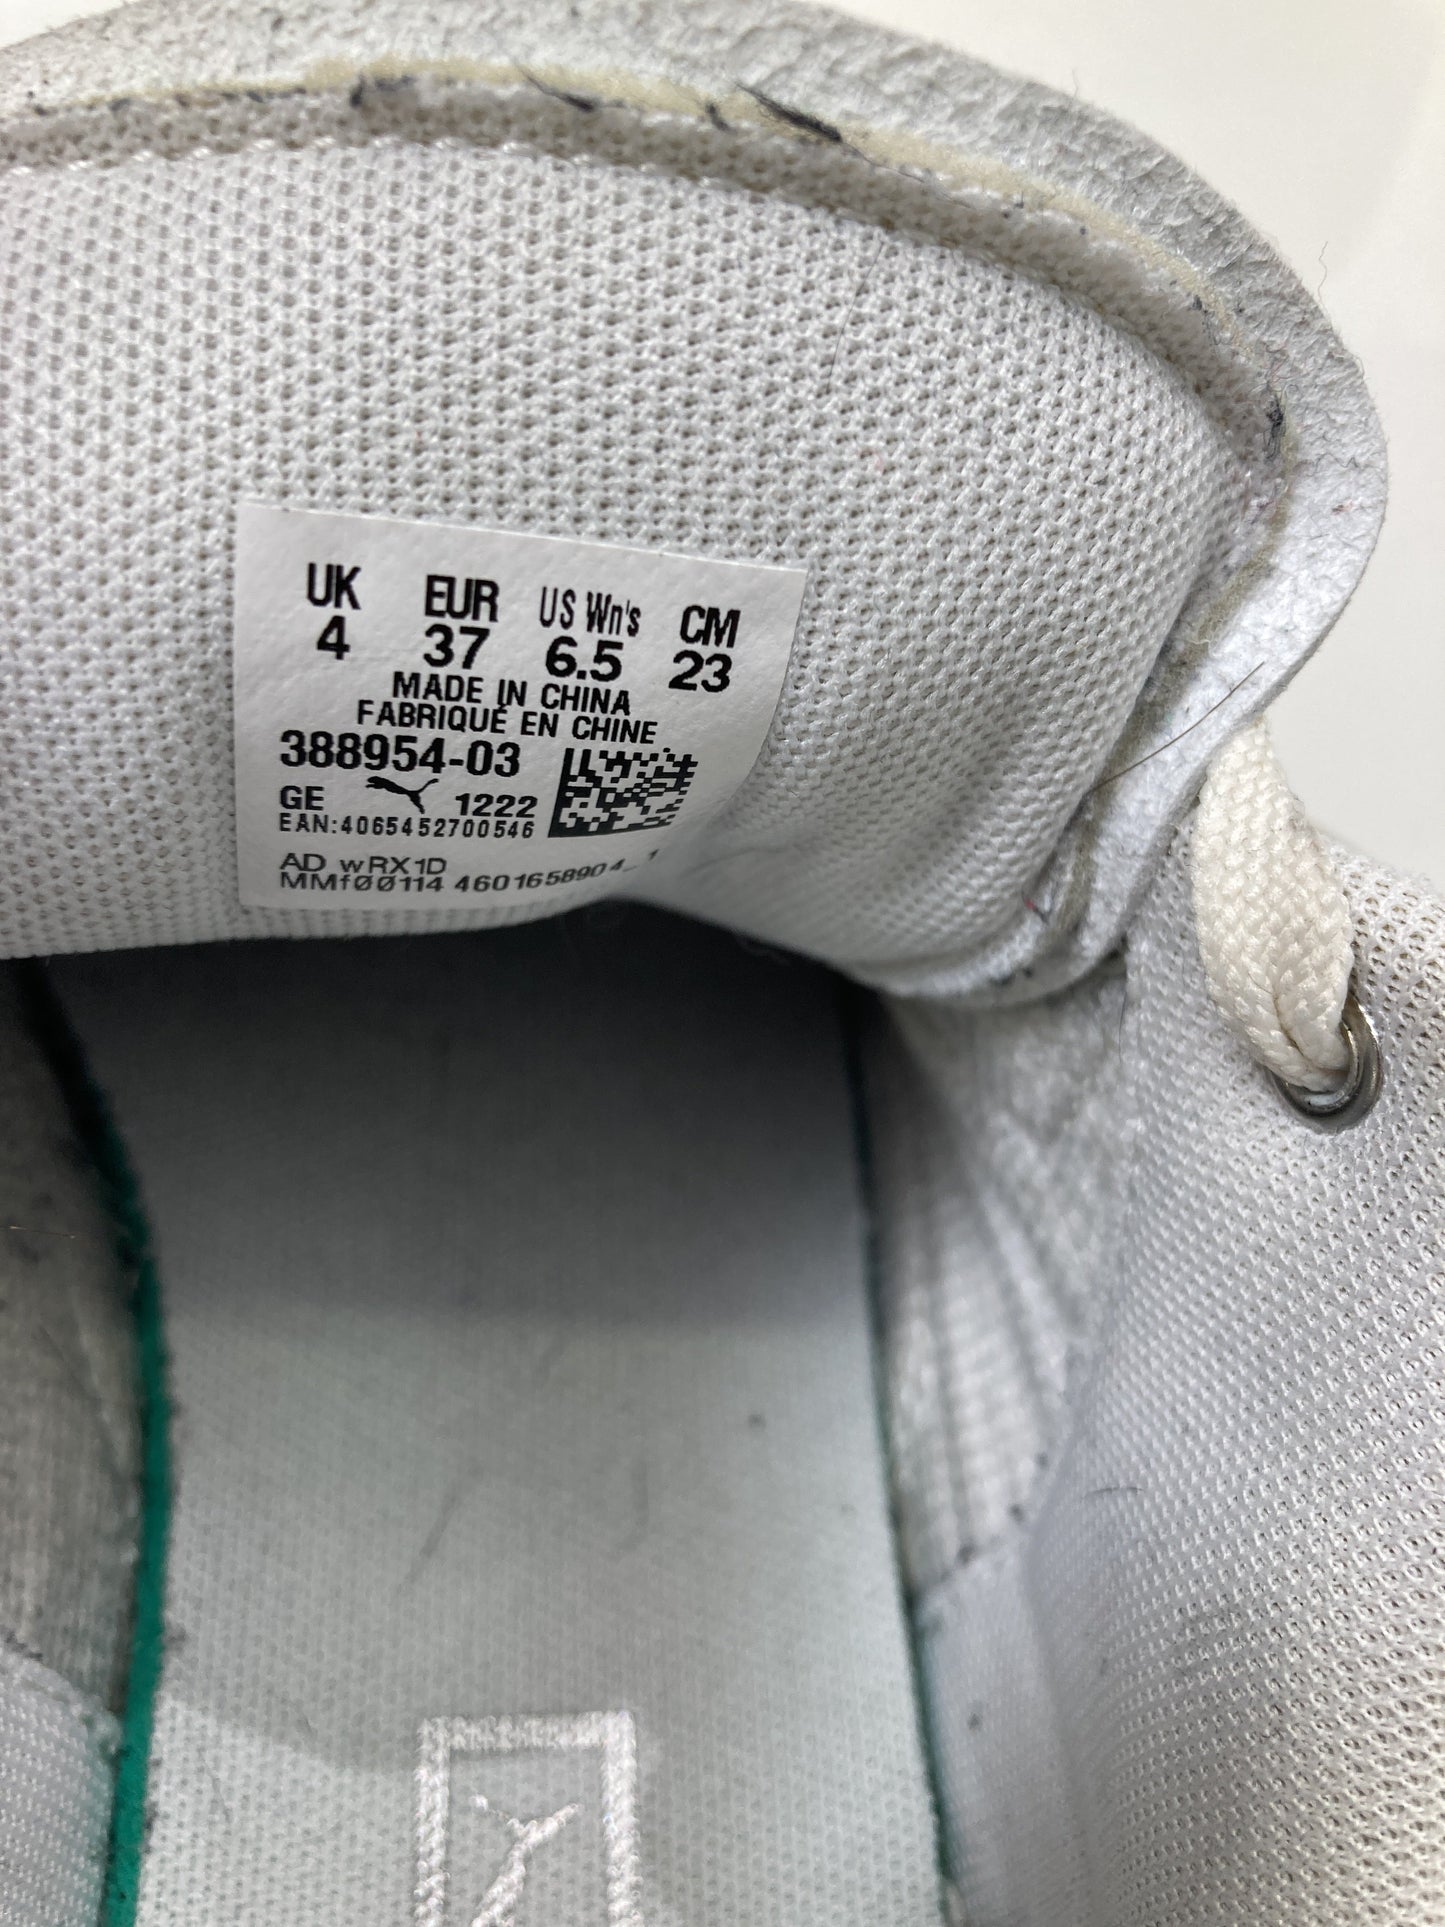 UK EUR US Wn's CM
4 37 6.5 23
MADE IN CHINA
FABRIQUÉ EN CHINE
388954-03
GE 1222
EAN:4065452700546
AD wRX1D
MMfØØ114 4601658904_1